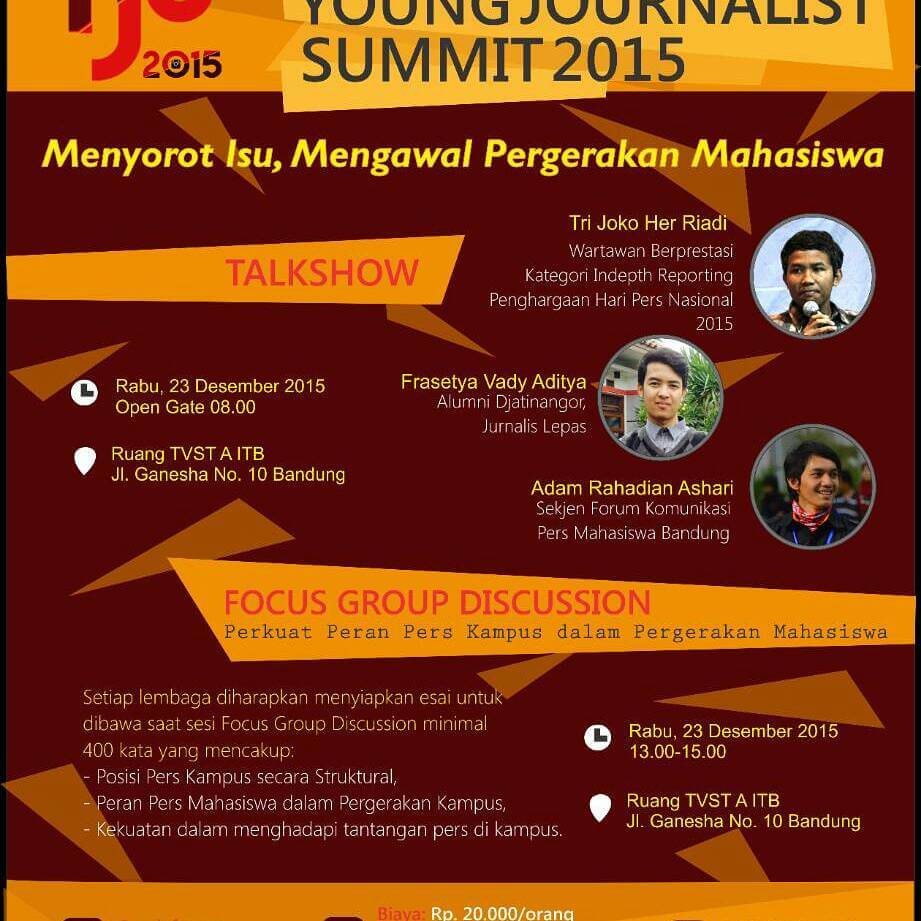 2015
YOUNG JOURNALIST
SUMMIT 2015
Menyorot Isu, Mengawal Pergerakan Mahasiswa
TALKSHOW
Tri Joko Her Riadi
Wartawan Berprestasi
Kategori Indepth Reporting
Penghargaan Hari Pers Nasional
2015
Rabu, 23 Desember 2015
Open Gate 08.00
Ruang TVST A ITB
Jl. Ganesha No. 10 Bandung
Frasetya Vady Aditya
Alumni Djatinangor,
Jurnalis Lepas
Adam Rahadian Ashari
Sekjen Forum Komunikasi
Pers Mahasiswa Bandung
FOCUS GROUP DISCUSSION
Perkuat Peran Pers Kampus dalam Pergerakan Mahasiswa
Setiap lembaga diharapkan menyiapkan esai untuk
dibawa saat sesi Focus Group Discussion minimal
400 kata yang mencakup:
- Posisi Pers Kampus secara Struktural,
- Peran Pers Mahasiswa dalam Pergerakan Kampus,
- Kekuatan dalam menghadapi tantangan pers di kampus.
Rabu, 23 Desember 2015
13.00-15.00
Ruang TVST A ITB
Jl. Ganesha No. 10 Bandung
Biaya: Rp. 20.000/orang